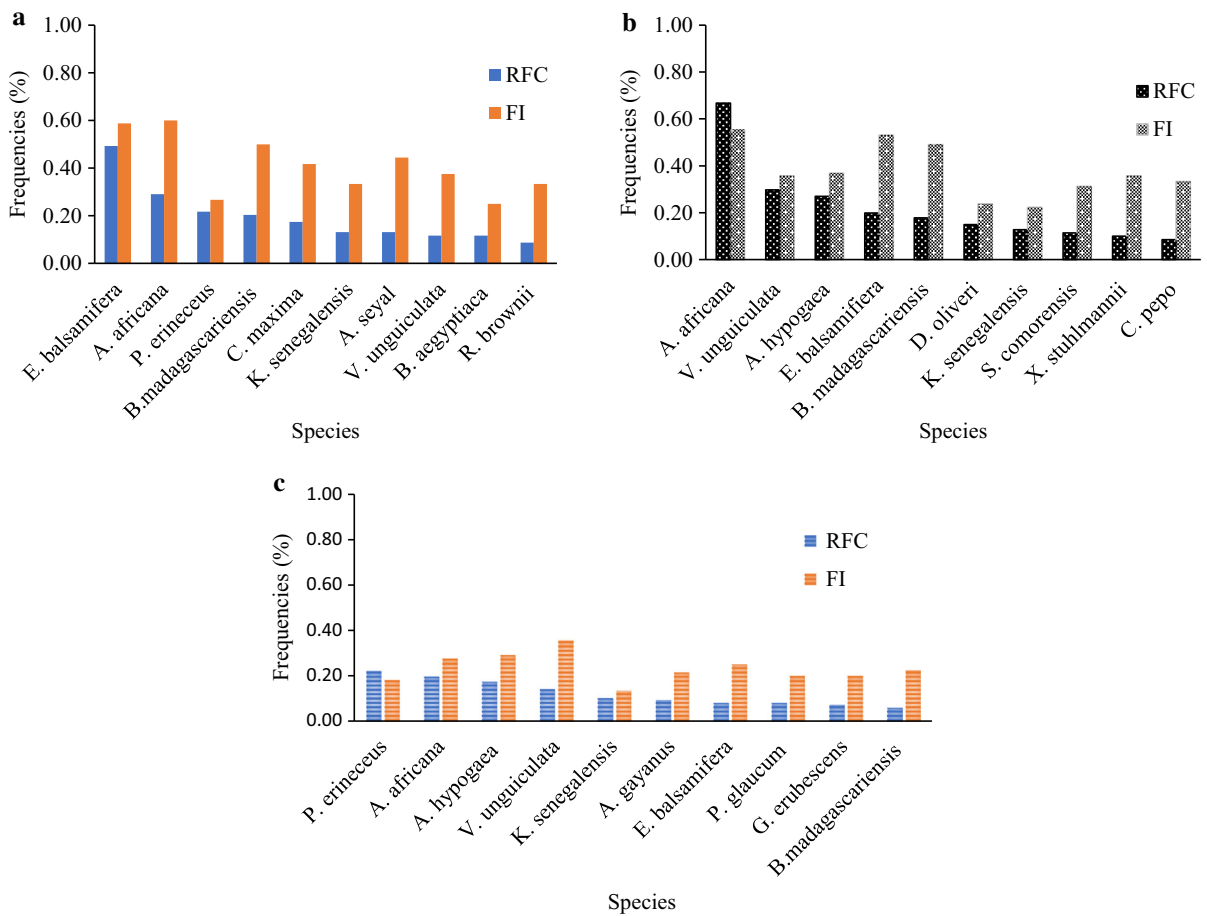 a
1.00
0.80
0.60
0.40
0.20
0.00
Frequencies (%)
RFC
FI
E. balsamifera
A. africana
P. erineceus
B.madagascariensis
C. maxima
K. senegalensis
A. seyal
V. unguiculata
B. aegyptiaca
R. brownii
Species
b
1.00
0.80
0.60
0.40
0.20
0.00
Frequencies (%)
RFC
FI
A. africana
V. unguiculata
A. hypogaea
E. balsamifiera
B. madagascariensis
D. oliveri
K. senegalensis
S. comorensis
X. stuhlmannii
C. pepo
Species
c
1.00
0.80
0.60
0.40
0.20
0.00
Frequencies (%)
RFC
FI
P. erineceus
A. africana
A. hypogaea
V. unguiculata
K. senegalensis
A. gayanus
E. balsamifera
P. glaucum
G. erubescens
B.madagascariensis
Species